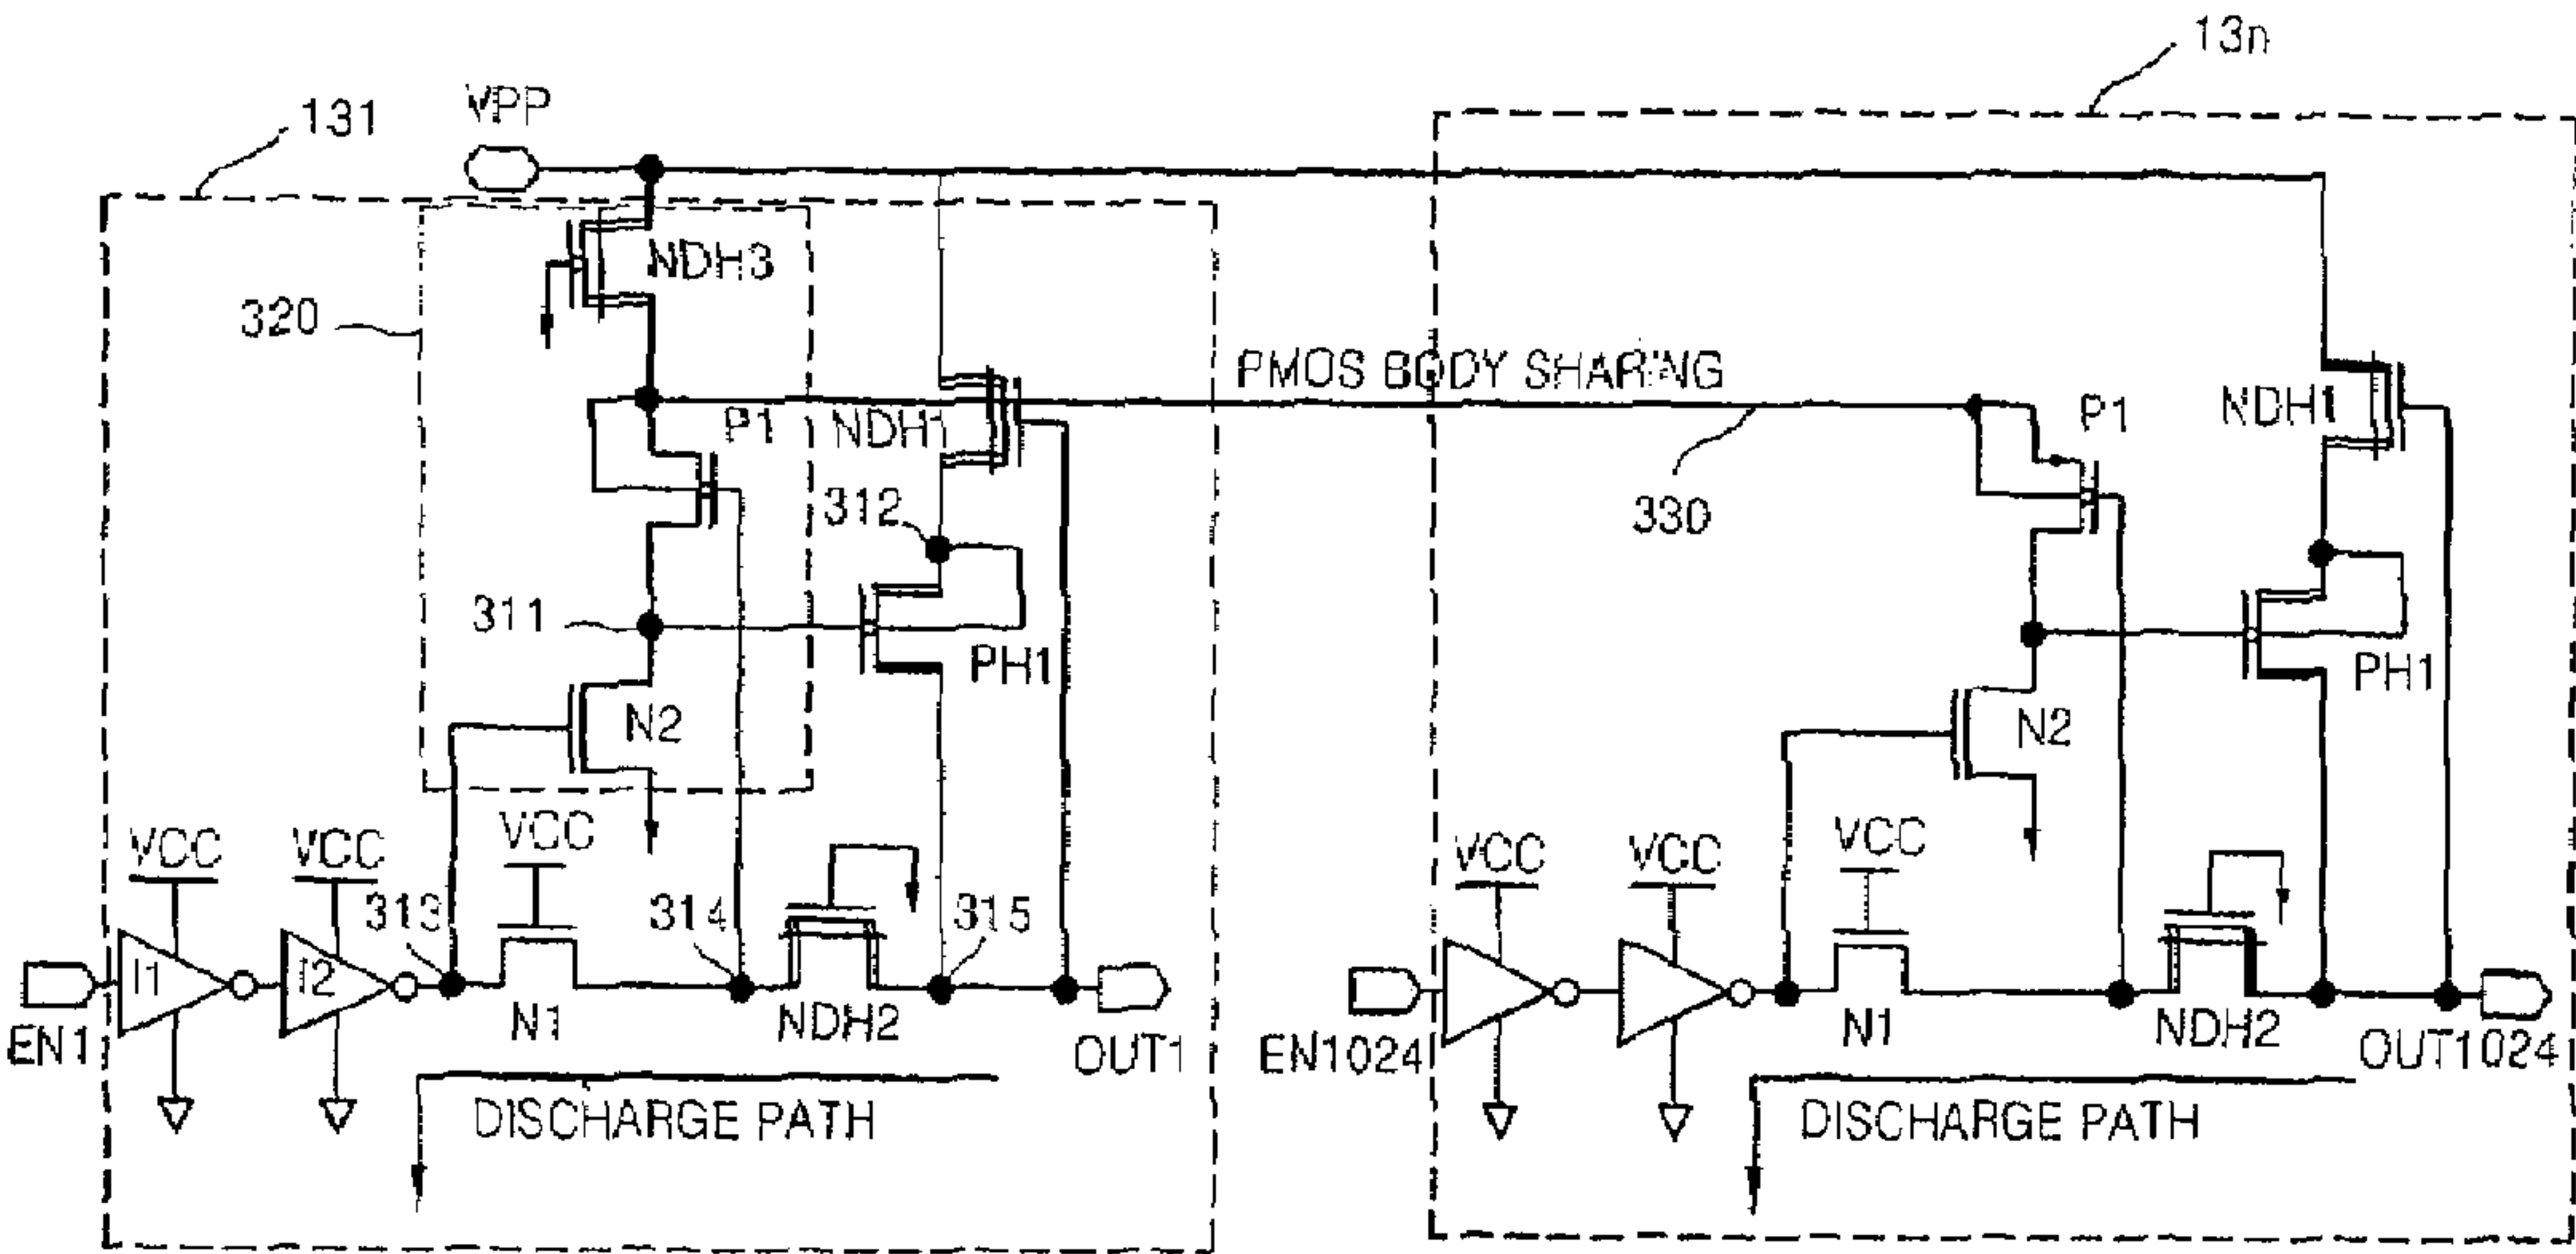 13n
131
VPP
NDH3
320
PMOS BODY SHARING
P1
NDH1
P1
NDH1
312
330
311
PH1
PH1
N2
N2
VCC
VCC
VCC
VCC
VCC
VCC
313
314
315
I1
I2
N1
NDH2
N1
NDH2
EN1
OUT1
EN1024
OUT1024
DISCHARGE PATH
DISCHARGE PATH